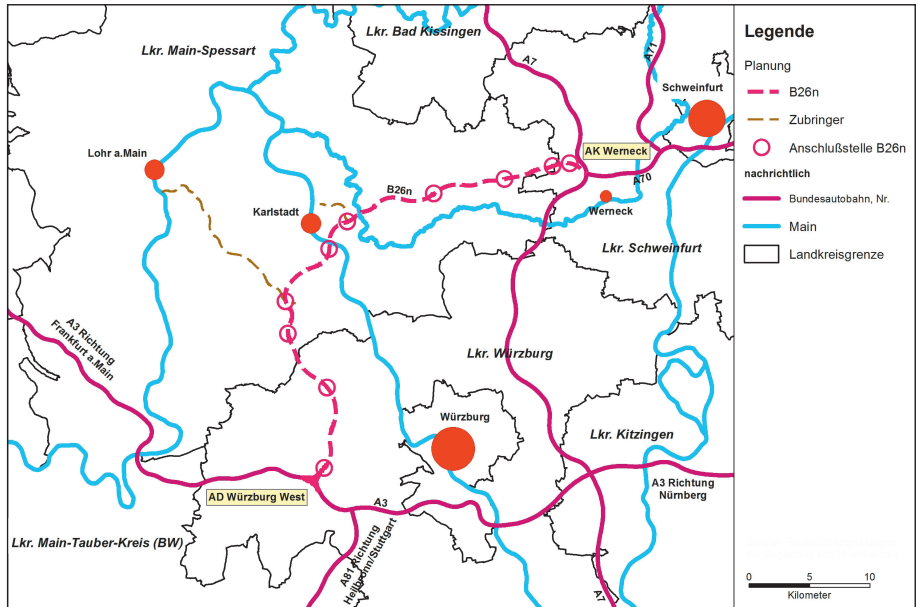 Lkr. Bad Kissingen
Lkr. Main-Spessart
A7
A71
Schweinfurt
Lohr a.Main
AK Werneck
B26n
A70
Karlstadt
Werneck
Lkr. Schweinfurt
A3 Richtung
Frankfurt a.Main
Lkr. Würzburg
Würzburg
Lkr. Kitzingen
AD Würzburg West
A3
A3 Richtung
Nürnberg
Lkr. Main-Tauber-Kreis (BW)
A81 Richtung
Heilbronn/Stuttgart
A7
Legende
Planung
B26n
Zubringer
Anschlußstelle B26n
nachrichtlich
Bundesautobahn, Nr.
Main
Landkreisgrenze
0 5 10
Kilometer